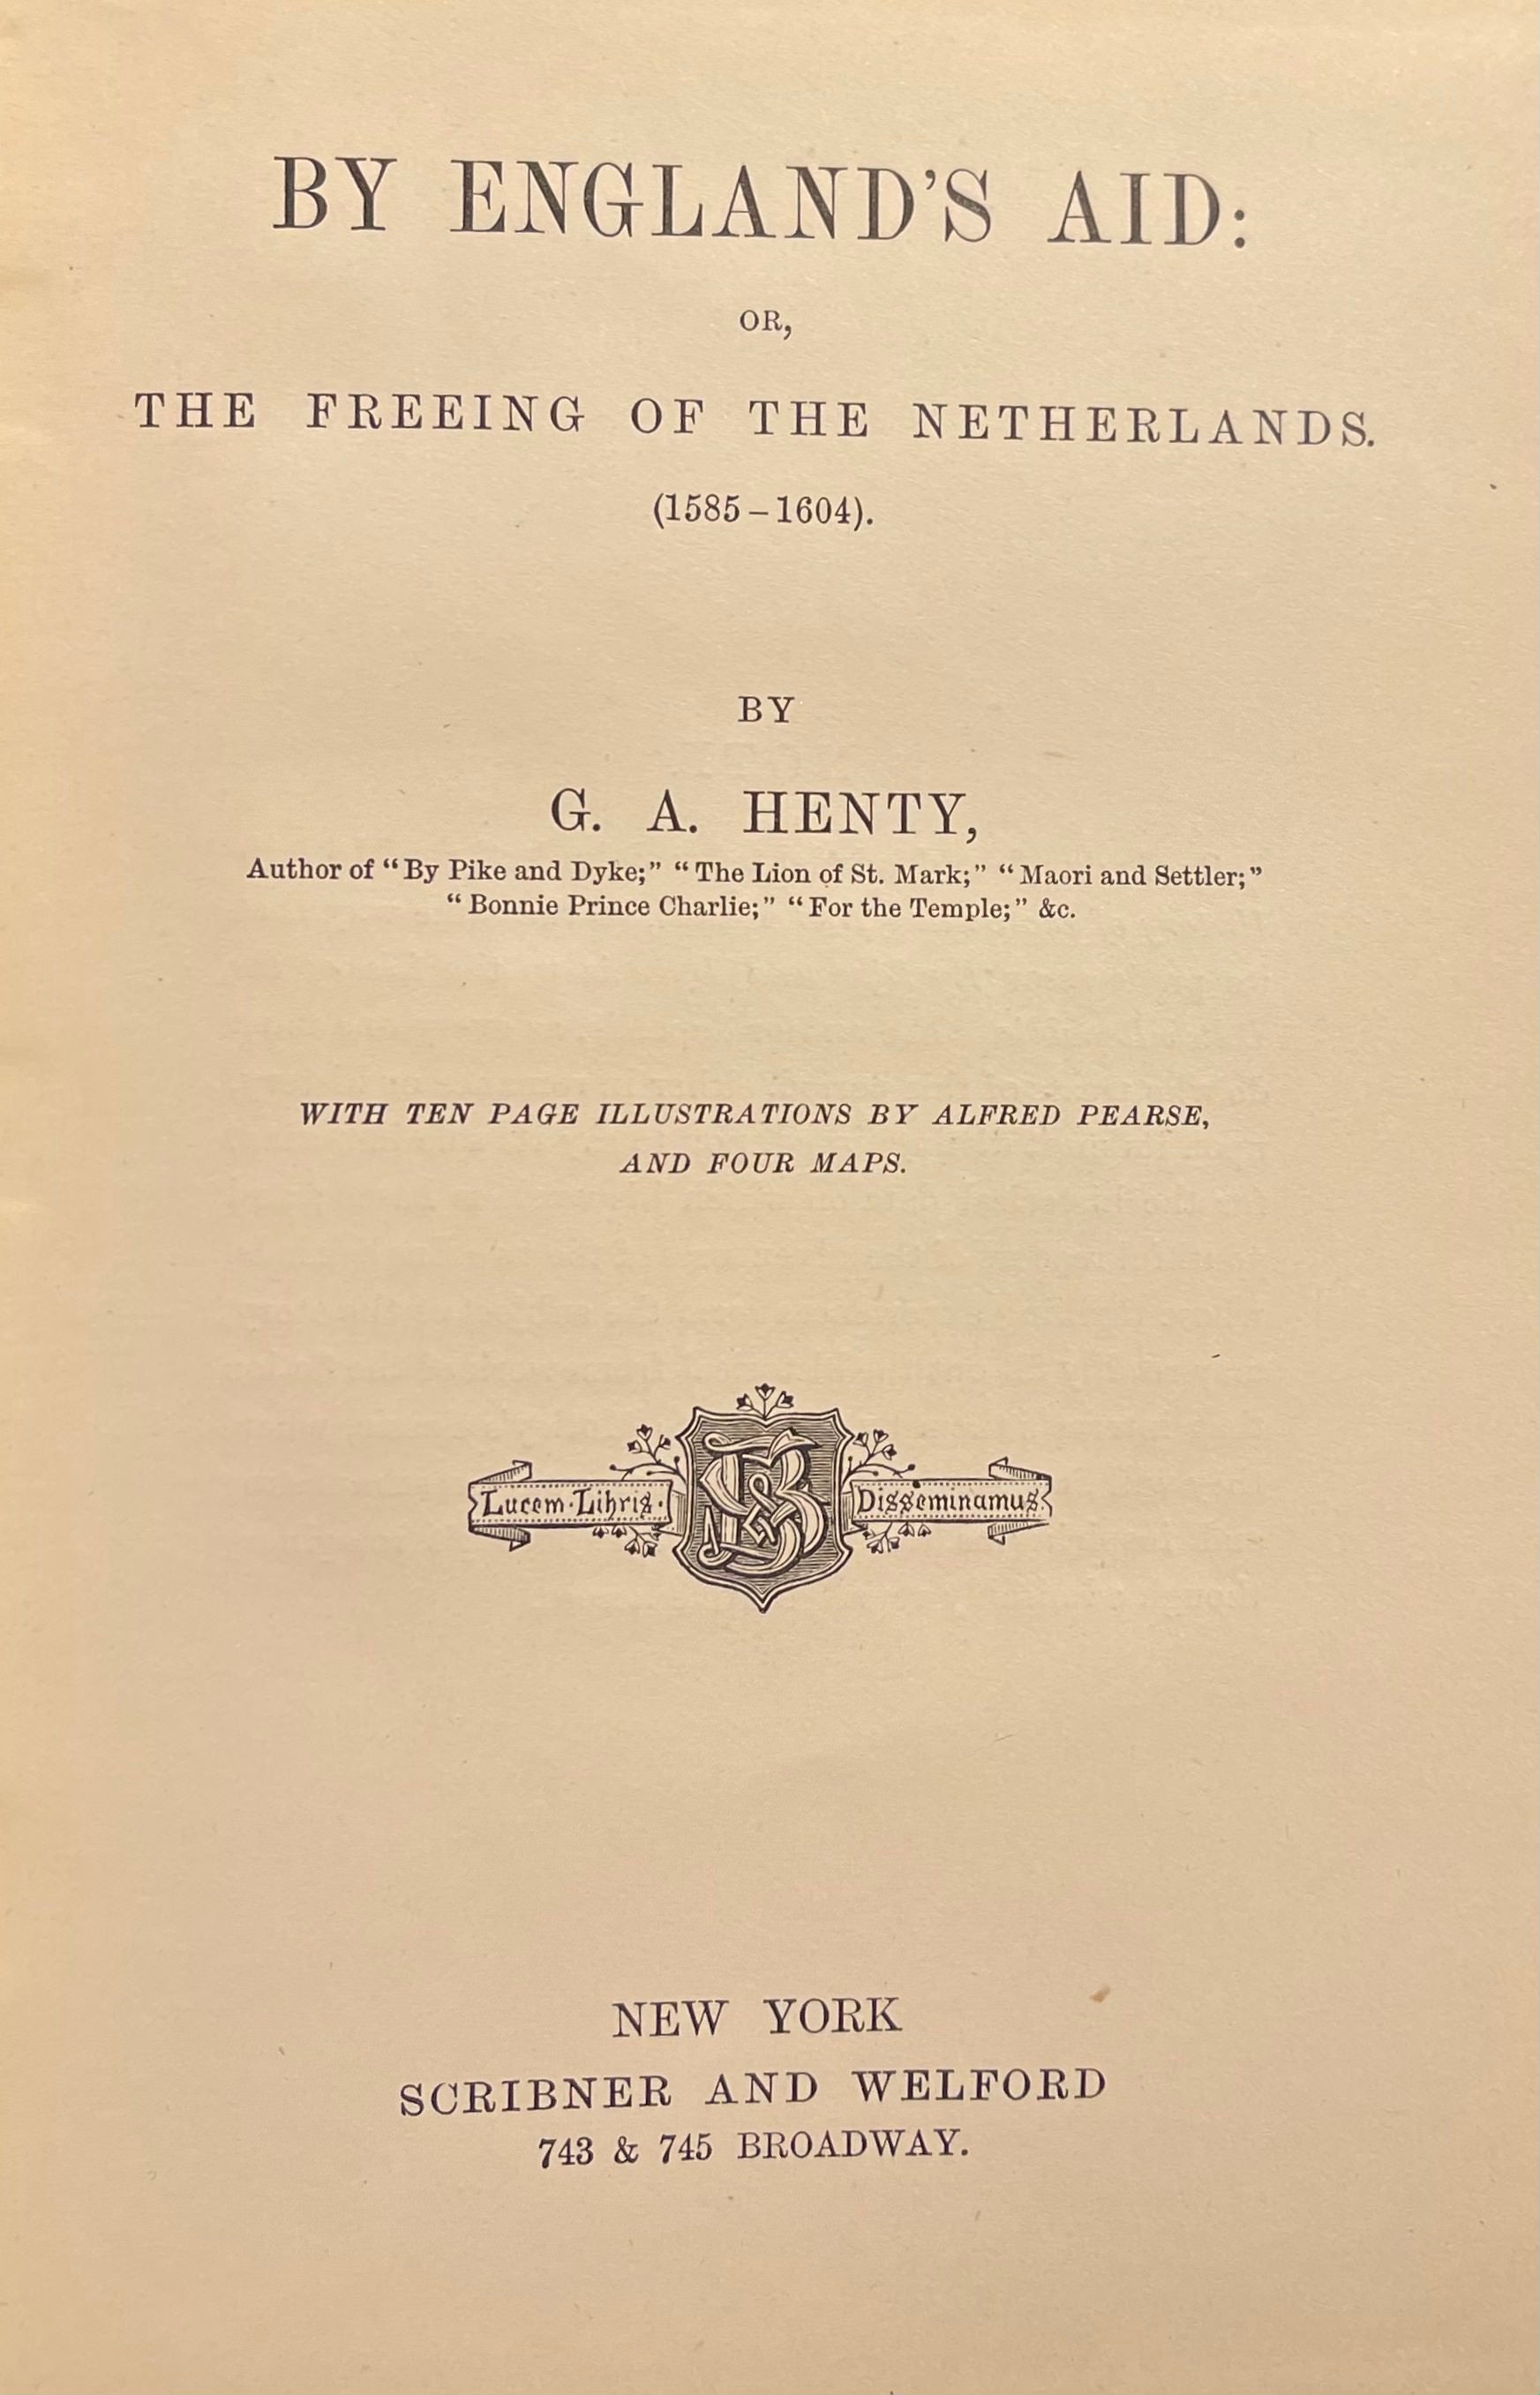 BY ENGLAND'S AID:
OR,
THE FREEING OF THE NETHERLANDS.
(1585–1604).
BY
G. A. HENTY,
Author of “By Pike and Dyke;” “The Lion of St. Mark;” “Maori and Settler;”
“Bonnie Prince Charlie;” “For the Temple;” &c.
WITH TEN PAGE ILLUSTRATIONS BY ALFRED PEARSE,
AND FOUR MAPS.
Lucem·Libris· Disseminamus
NEW YORK
SCRIBNER AND WELFORD
743 & 745 BROADWAY.